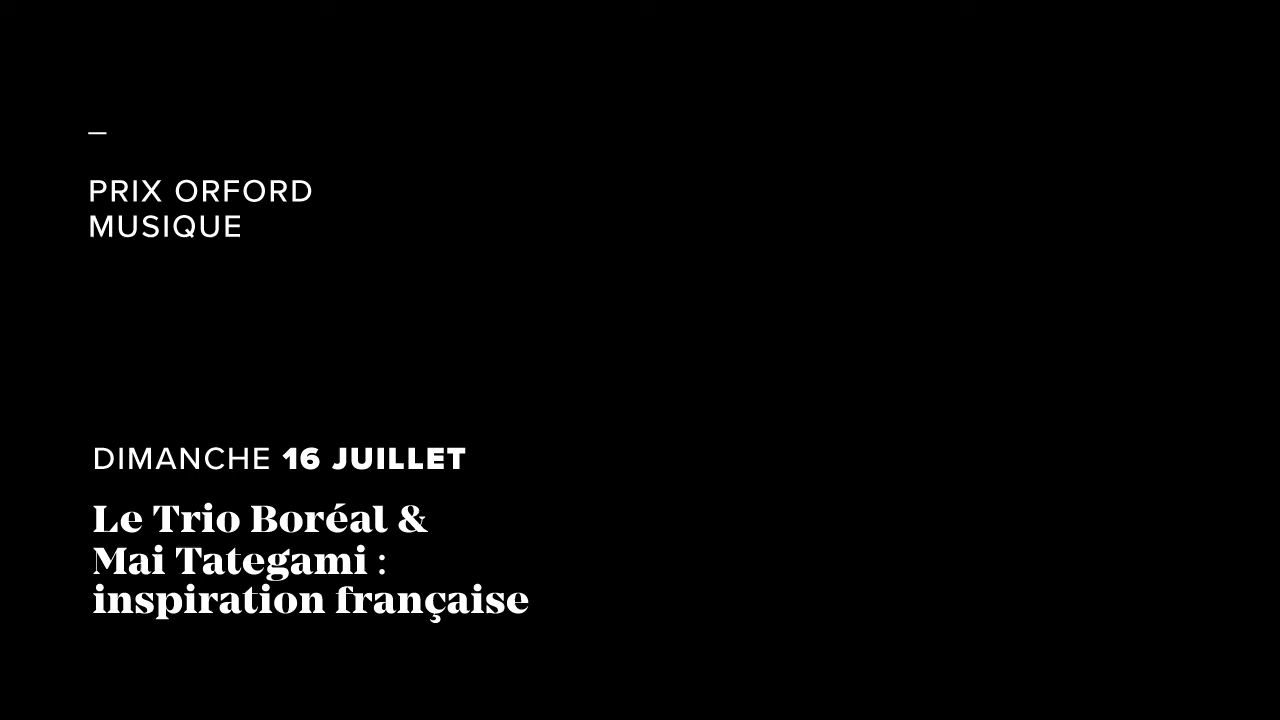 PRIX ORFORD
MUSIQUE
DIMANCHE 16 JUILLET
Le Trio Boréal &
Mai Tategami :
inspiration française